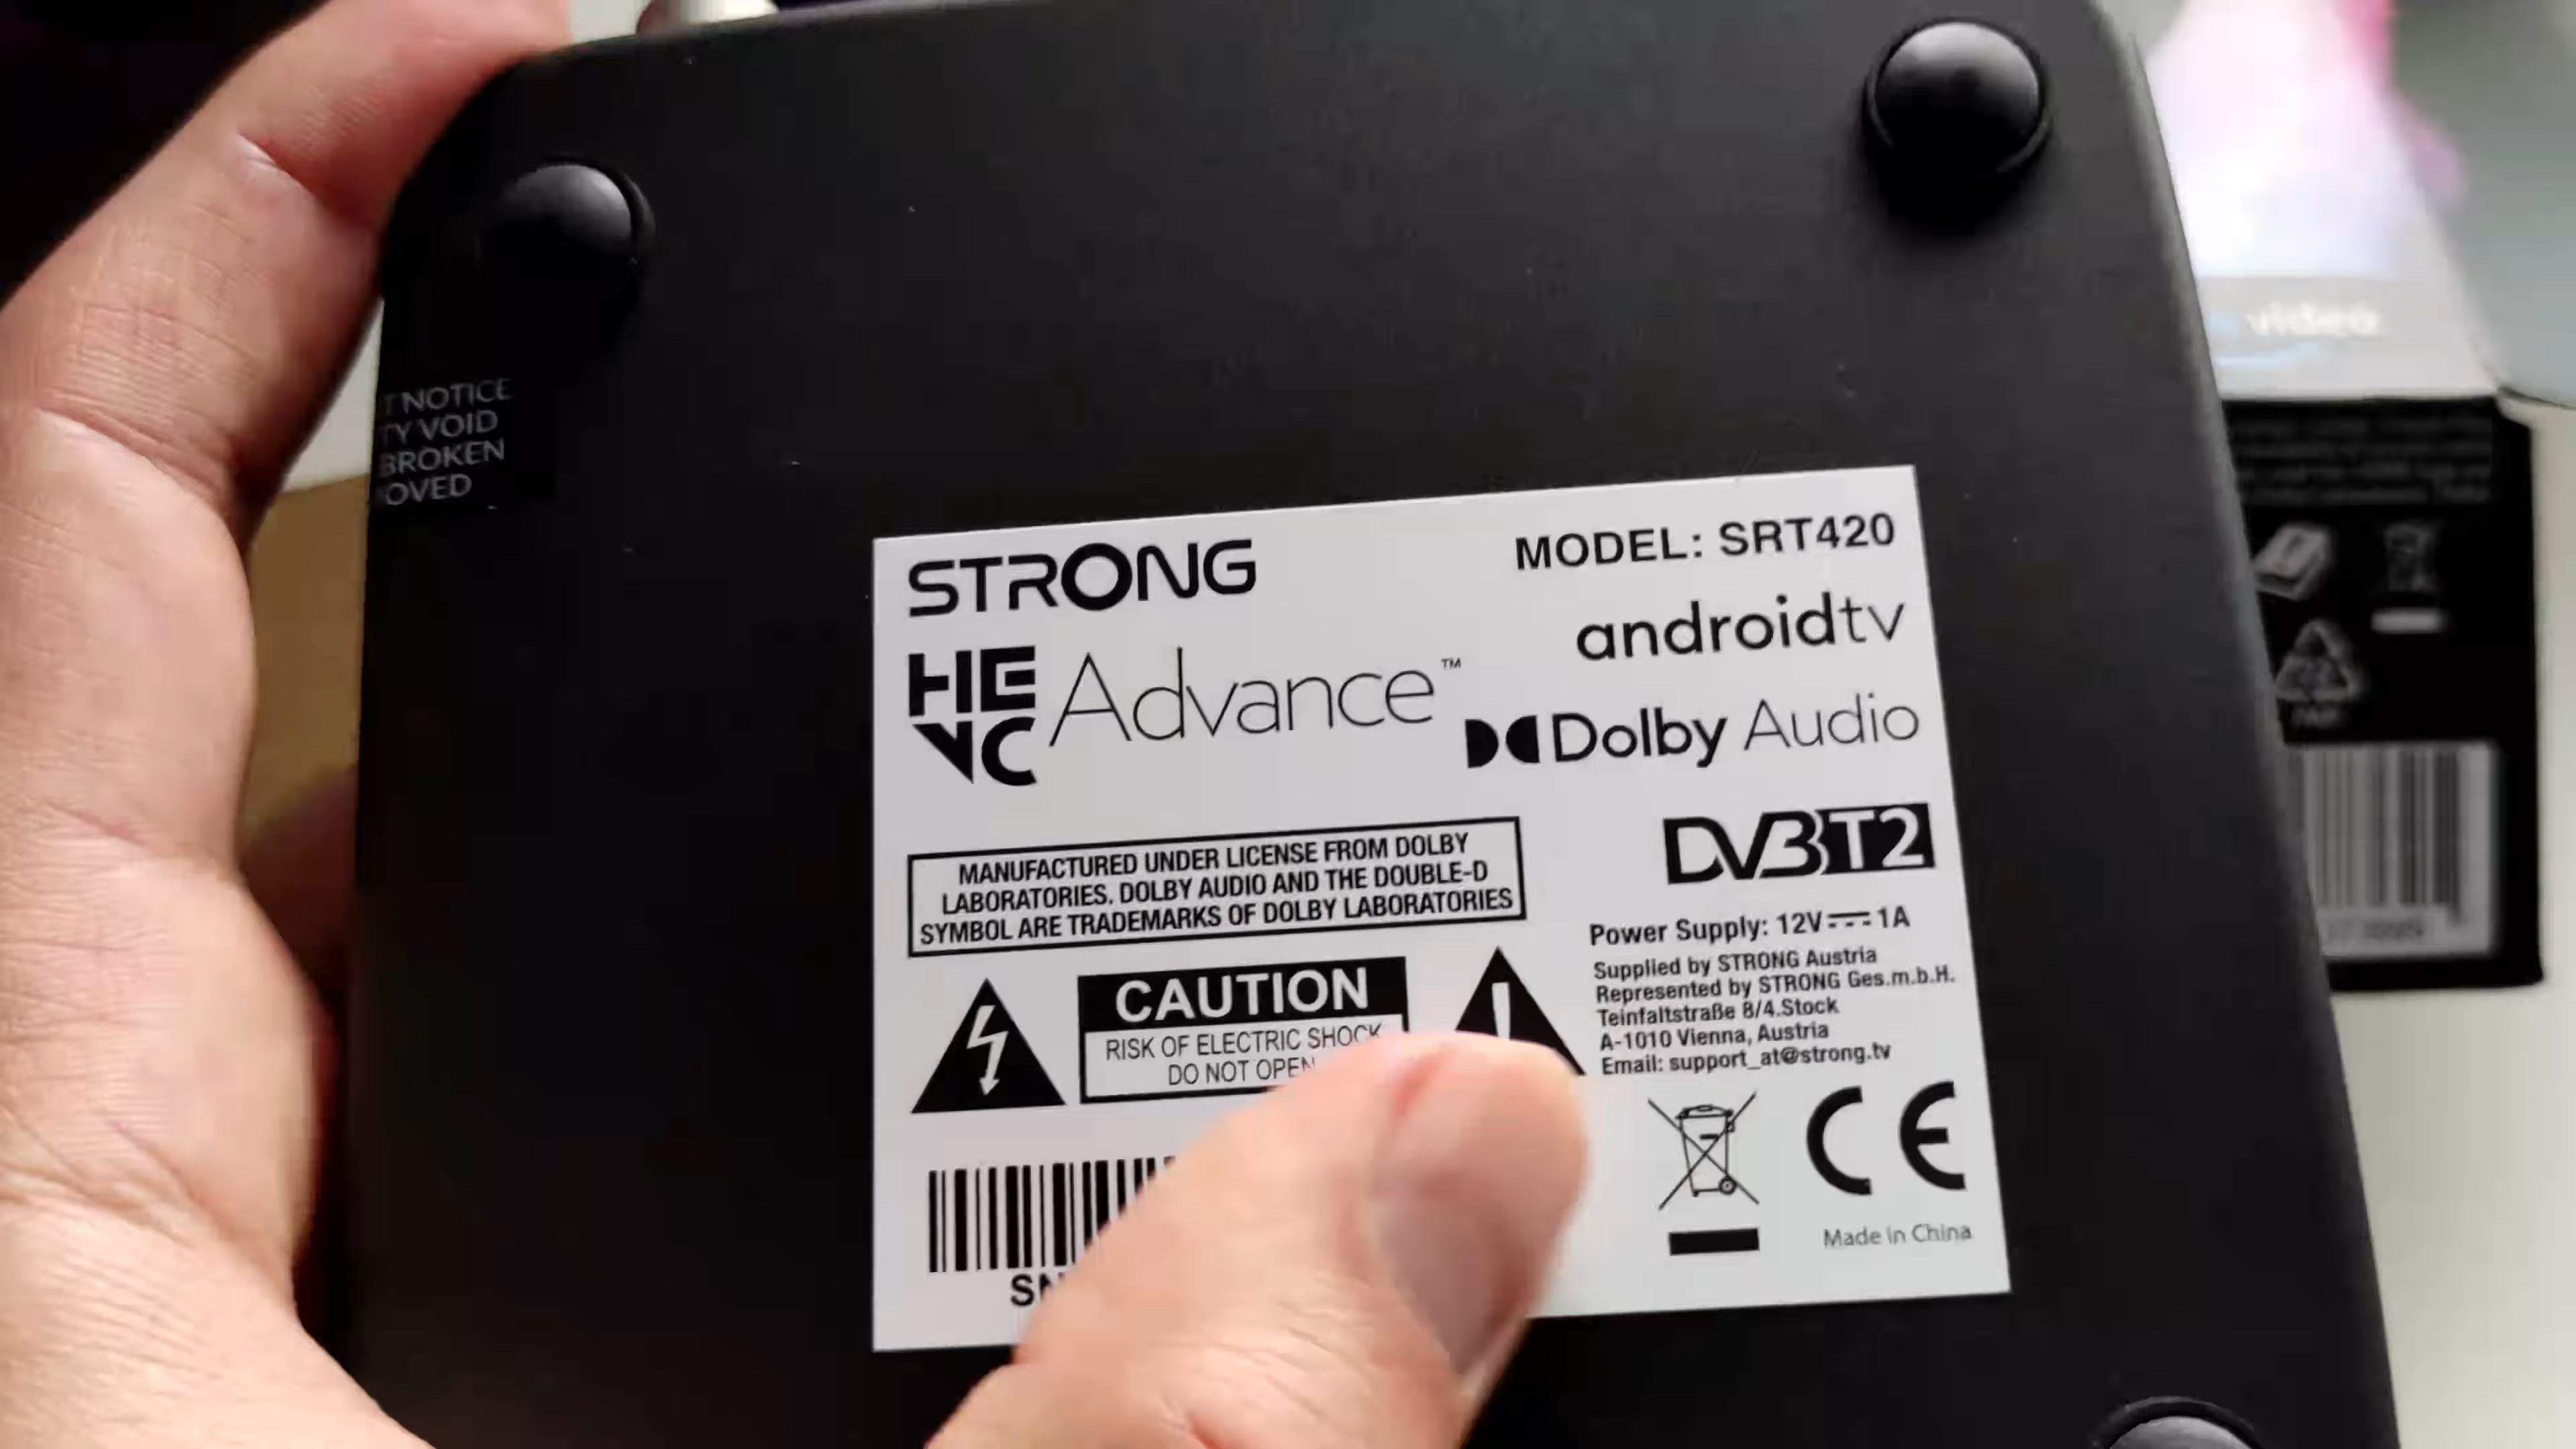 T NOTICE
TY VOID
BROKEN
OVED
STRONG
MODEL: SRT420
androidtv
HEVC Advance™
Dolby Audio
DVB T2
MANUFACTURED UNDER LICENSE FROM DOLBY
LABORATORIES. DOLBY AUDIO AND THE DOUBLE-D
SYMBOL ARE TRADEMARKS OF DOLBY LABORATORIES
Power Supply: 12V⎓1A
Supplied by STRONG Austria
Represented by STRONG Ges.m.b.H.
Teinfaltstraße 8/4.Stock
A-1010 Vienna, Austria
Email: support_at@strong.tv
CAUTION
RISK OF ELECTRIC SHOCK
DO NOT OPEN
CE
Made in China
SN
video